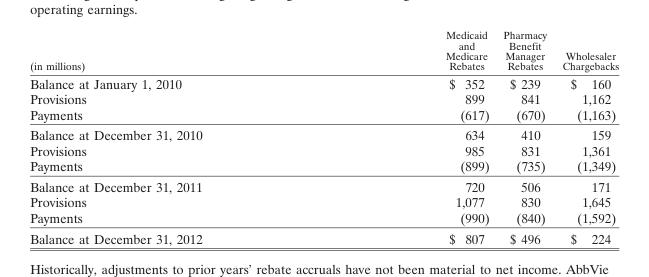 operating earnings.
Medicaid Pharmacy
and Benefit
Medicare Manager Wholesaler
(in millions) Rebates Rebates Chargebacks
Balance at January 1, 2010 $ 352 $ 239 $ 160
Provisions 899 841 1,162
Payments (617) (670) (1,163)
Balance at December 31, 2010 634 410 159
Provisions 985 831 1,361
Payments (899) (735) (1,349)
Balance at December 31, 2011 720 506 171
Provisions 1,077 830 1,645
Payments (990) (840) (1,592)
Balance at December 31, 2012 $ 807 $ 496 $ 224
Historically, adjustments to prior years' rebate accruals have not been material to net income. AbbVie